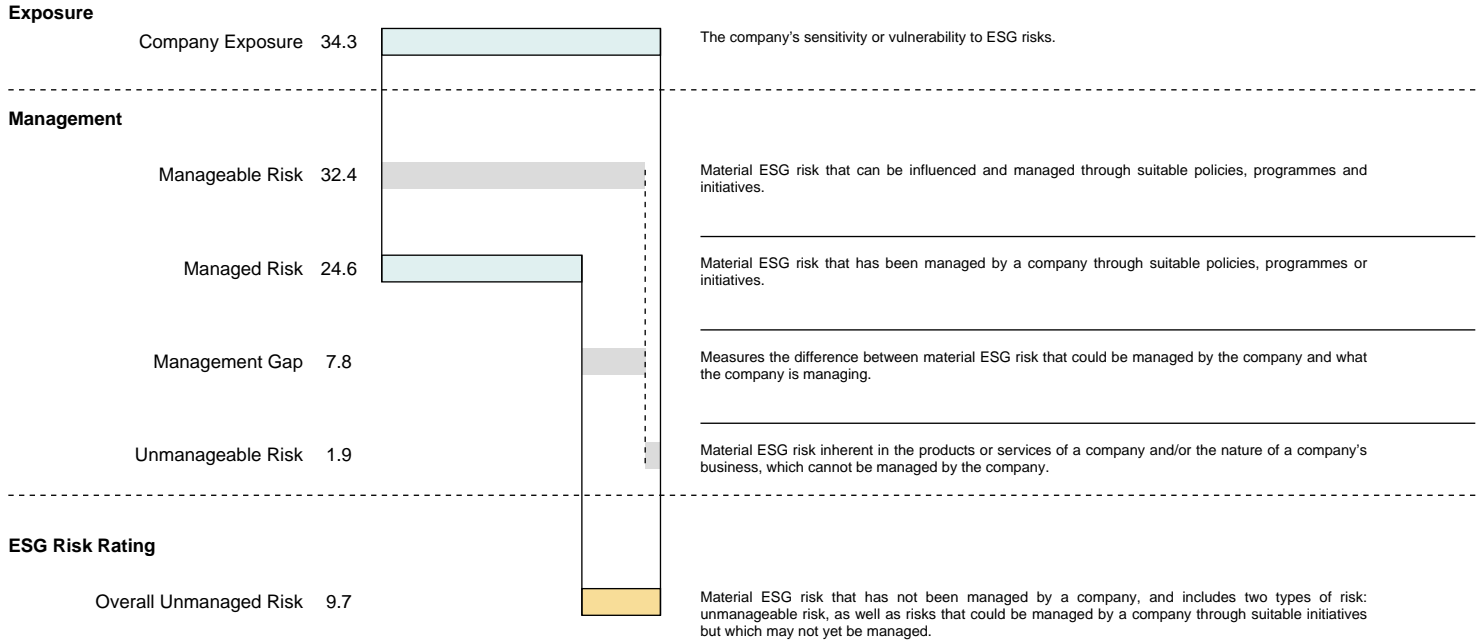 Exposure
Company Exposure 34.3
The company’s sensitivity or vulnerability to ESG risks.
Management
Manageable Risk 32.4
Material ESG risk that can be influenced and managed through suitable policies, programmes and
initiatives.
Managed Risk 24.6
Material ESG risk that has been managed by a company through suitable policies, programmes or
initiatives.
Management Gap 7.8
Measures the difference between material ESG risk that could be managed by the company and what
the company is managing.
Unmanageable Risk 1.9
Material ESG risk inherent in the products or services of a company and/or the nature of a company’s
business, which cannot be managed by the company.
ESG Risk Rating
Overall Unmanaged Risk 9.7
Material ESG risk that has not been managed by a company, and includes two types of risk:
unmanageable risk, as well as risks that could be managed by a company through suitable initiatives
but which may not yet be managed.